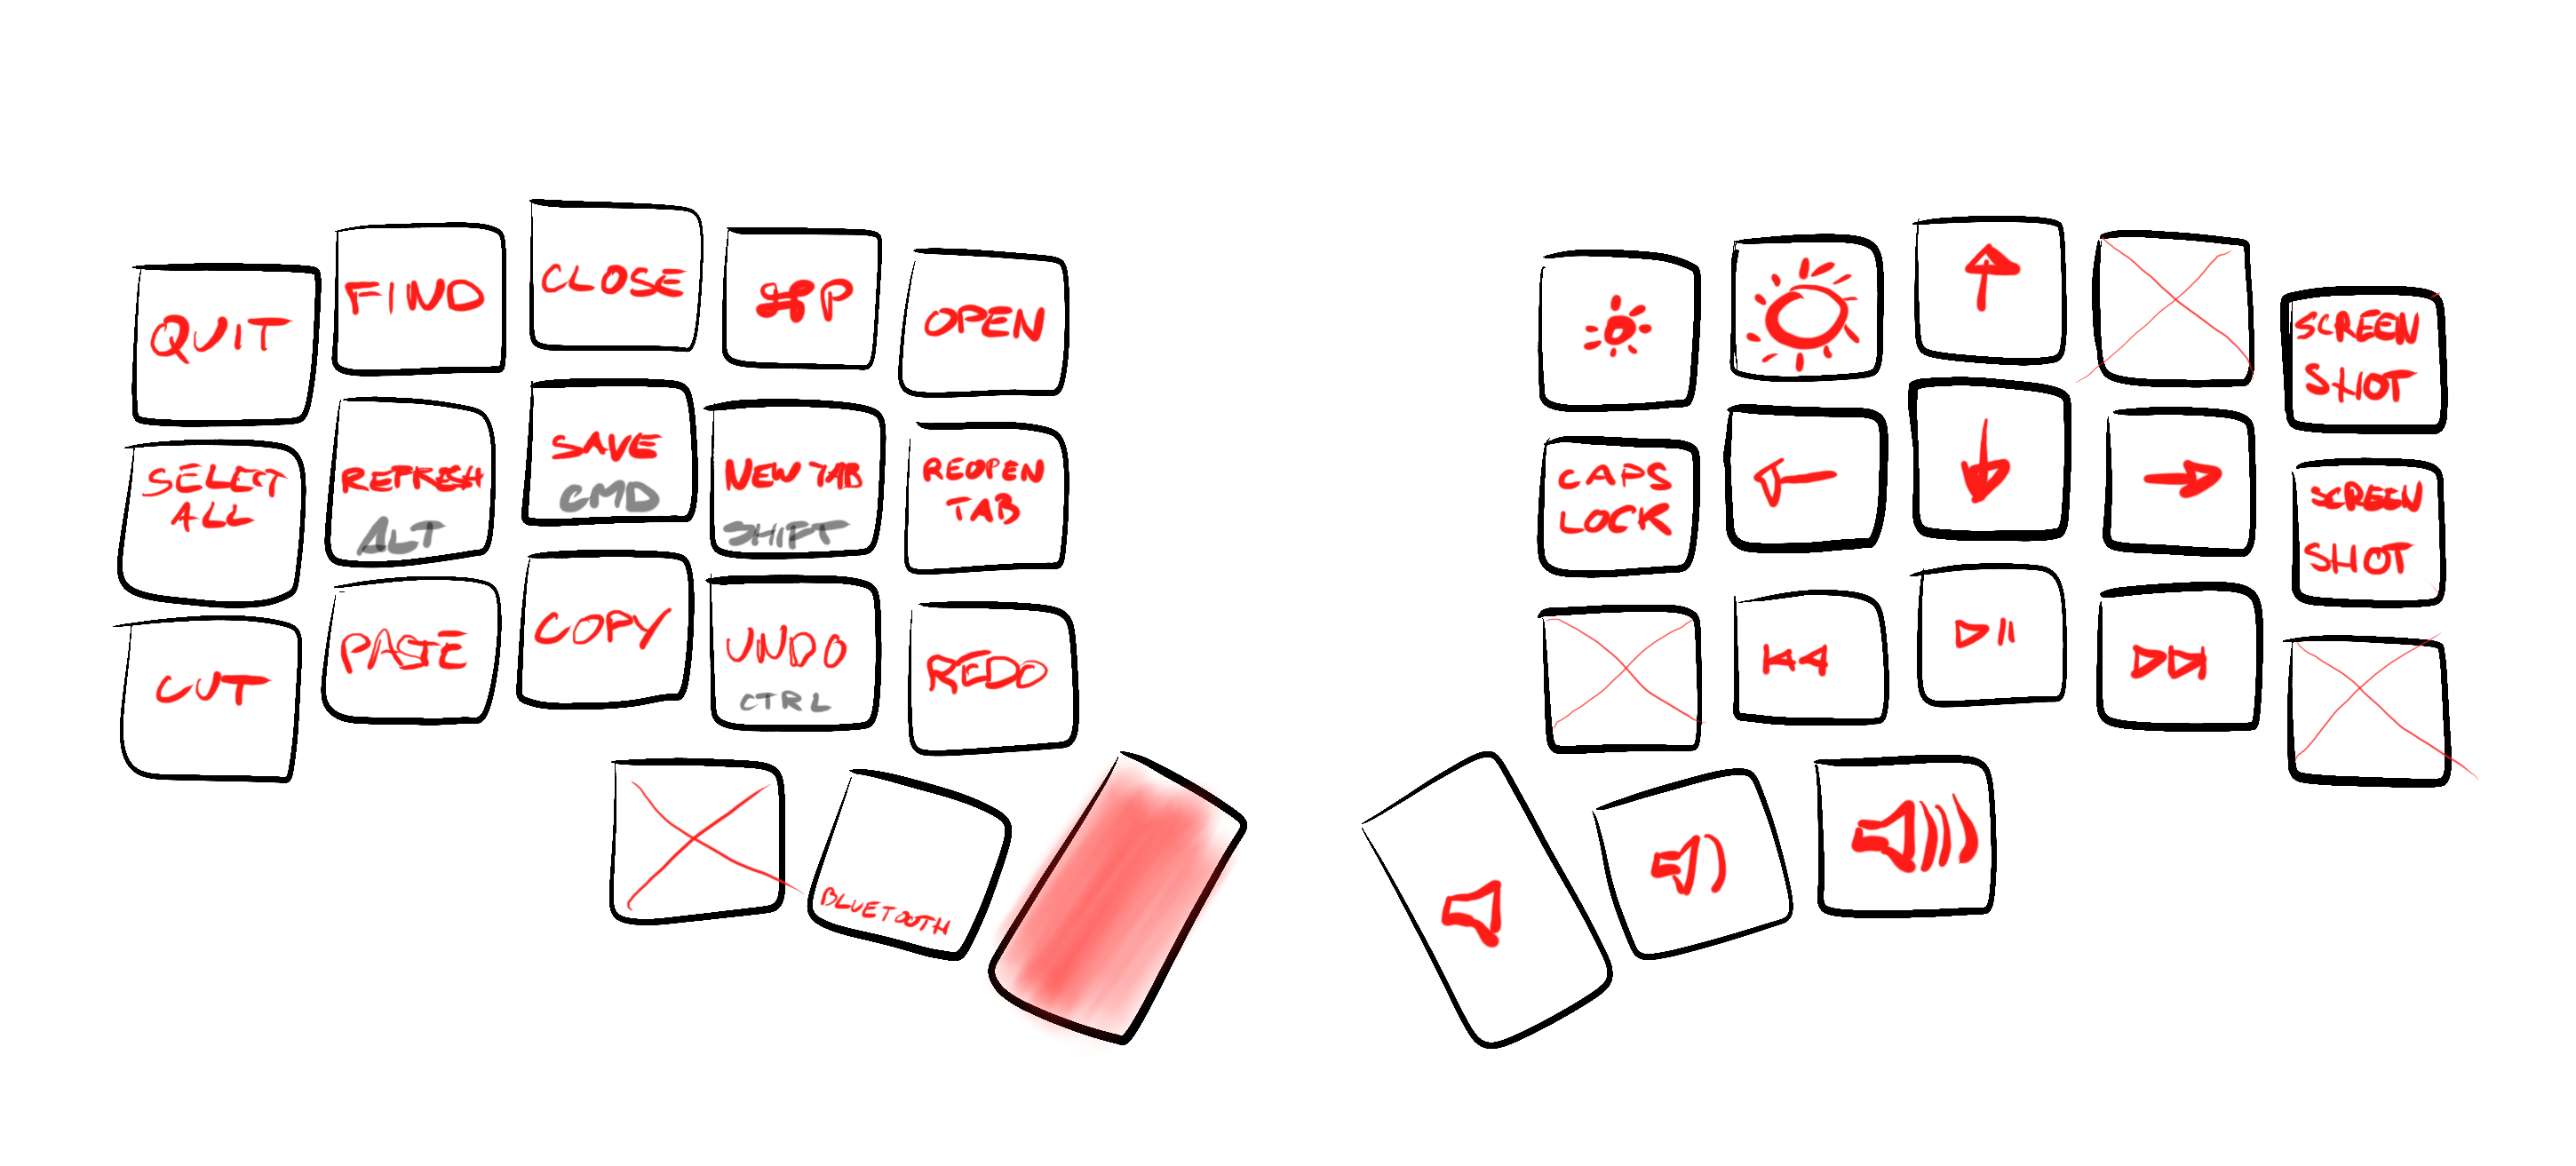 QUIT
FIND
CLOSE
⌘P
OPEN
SELECT
ALL
REFRESH
ALT
SAVE
CMD
NEW TAB
SHIFT
REOPEN
TAB
CUT
PASTE
COPY
UNDO
CTRL
REDO
BLUETOOTH
SCREEN
SHOT
CAPS
LOCK
SCREEN
SHOT